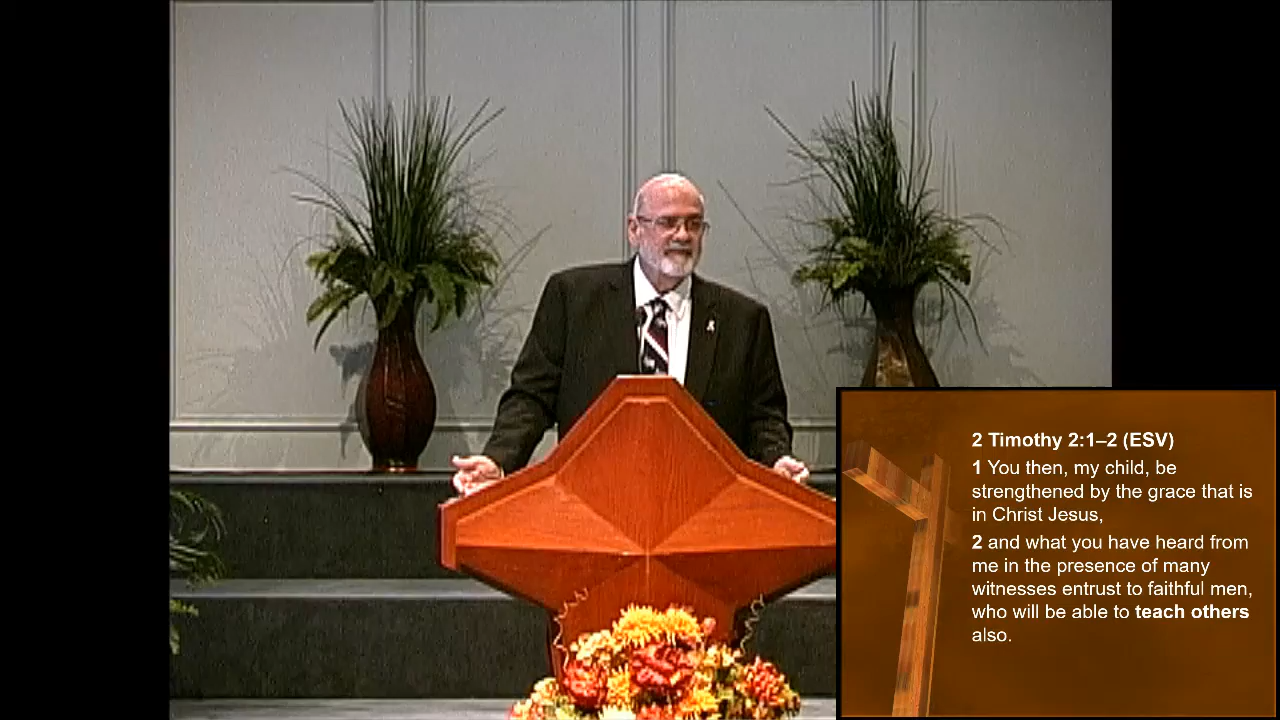 2 Timothy 2:1–2 (ESV)
1 You then, my child, be
strengthened by the grace that is
in Christ Jesus,
2 and what you have heard from
me in the presence of many
witnesses entrust to faithful men,
who will be able to teach others
also.